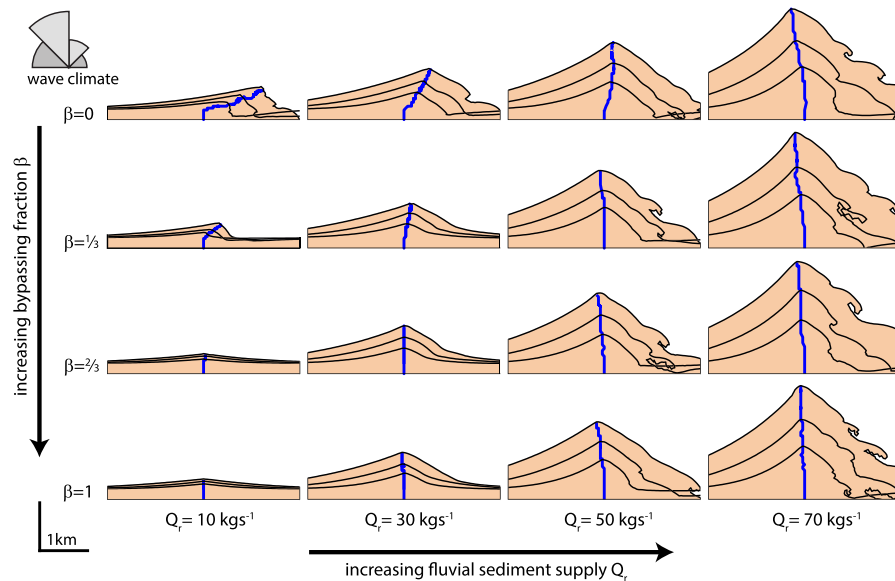 wave climate
β=0
β=⅓
β=⅔
β=1
increasing bypassing fraction β
1km
Qᵣ= 10 kgs⁻¹
Qᵣ= 30 kgs⁻¹
Qᵣ= 50 kgs⁻¹
Qᵣ= 70 kgs⁻¹
increasing fluvial sediment supply Qᵣ